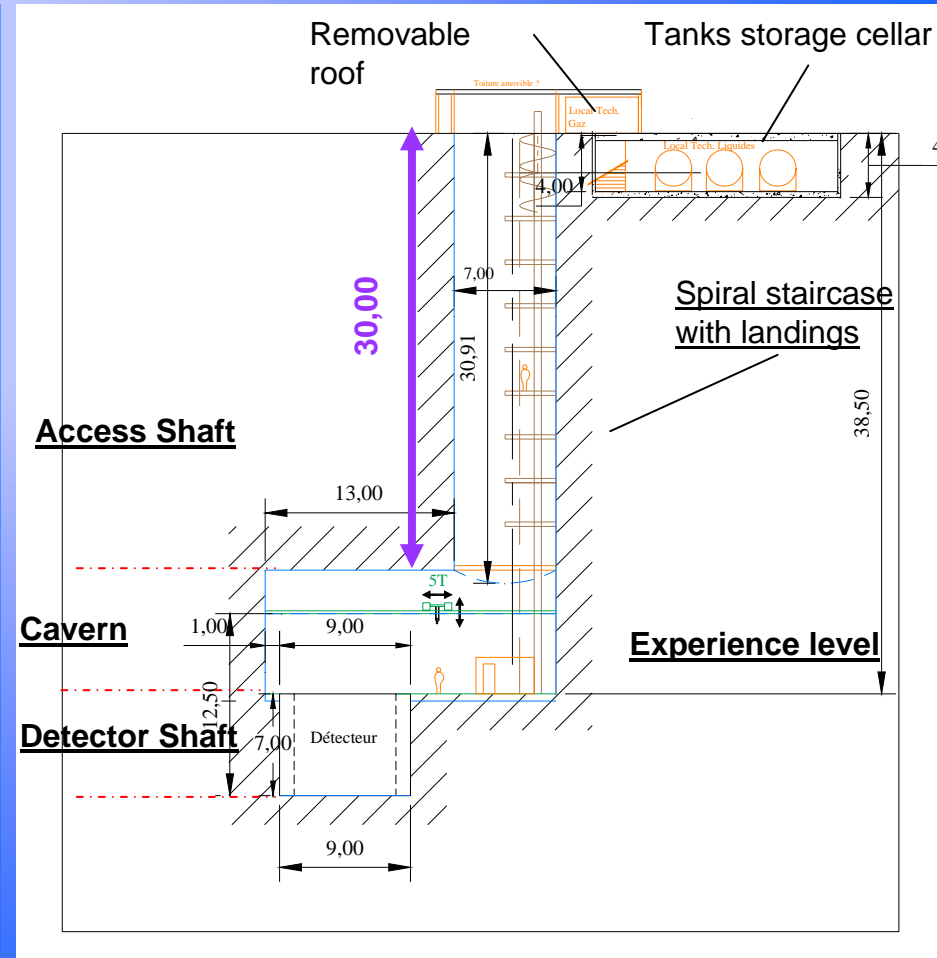 Removable
roof
Tanks storage cellar
Toiture amovible ?
Local Tech.
Gaz
Local Tech. Liquides
4,00
4
7,00
30,00
30,91
Spiral staircase
with landings
38,50
Access Shaft
13,00
5T
Cavern
1,00
9,00
Experience level
12,50
Detector Shaft
7,00
Détecteur
9,00